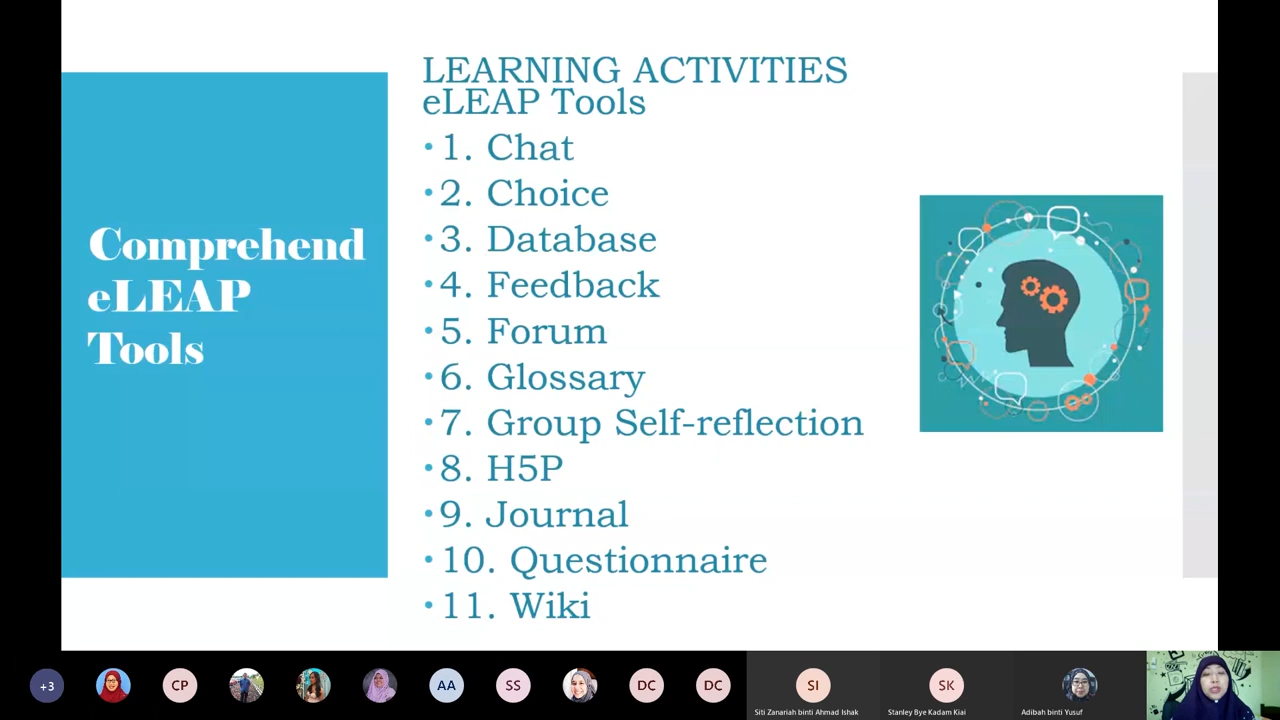 Comprehend
eLEAP
Tools
LEARNING ACTIVITIES
eLEAP Tools
• 1. Chat
• 2. Choice
• 3. Database
• 4. Feedback
• 5. Forum
• 6. Glossary
• 7. Group Self-reflection
• 8. H5P
• 9. Journal
• 10. Questionnaire
• 11. Wiki
+3
CP
AA
SS
DC
DC
SI
Siti Zanariah binti Ahmad Ishak
SK
Stanley Bye Kadam Kiai
Adibah binti Yusuf